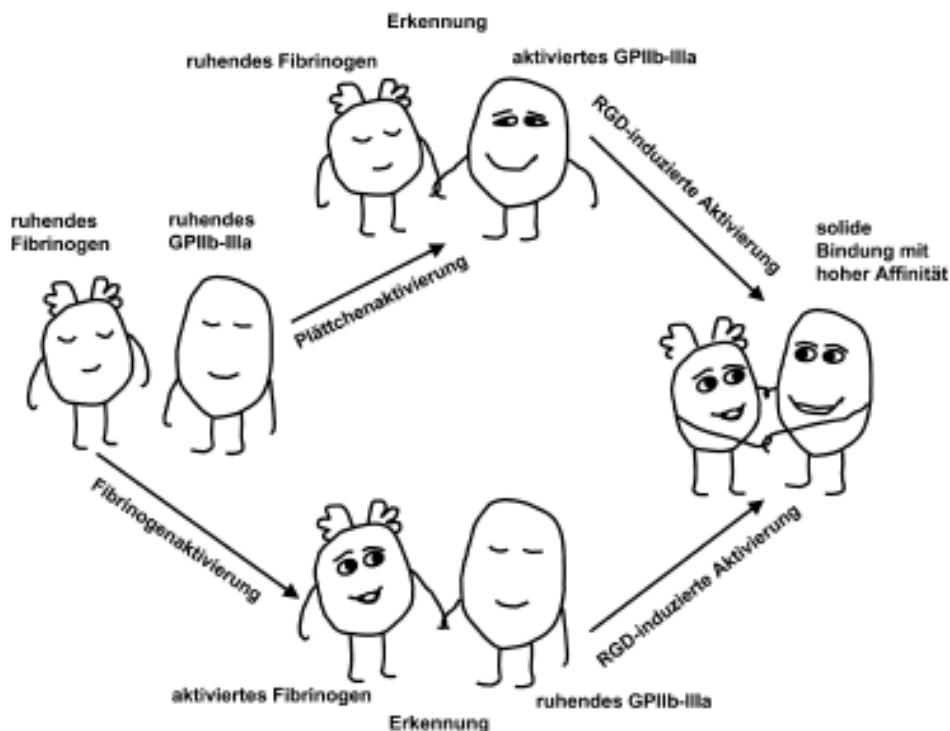 Erkennung
ruhendes Fibrinogen
aktiviertes GPIIb-IIIa
RGD-induzierte Aktivierung
ruhendes
Fibrinogen
ruhendes
GPIIb-IIIa
Plättchenaktivierung
solide
Bindung mit
hoher Affinität
Fibrinogenaktivierung
RGD-induzierte Aktivierung
aktiviertes Fibrinogen
ruhendes GPIIb-IIIa
Erkennung